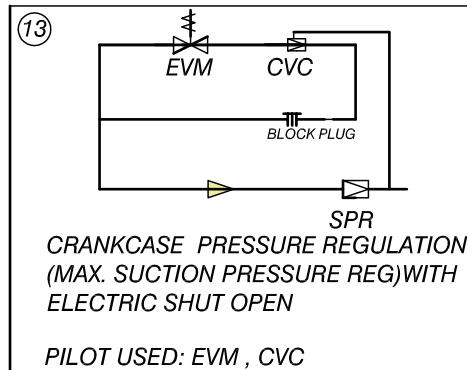 13
EVM CVC
BLOCK PLUG
SPR
CRANKCASE PRESSURE REGULATION
(MAX. SUCTION PRESSURE REG)WITH
ELECTRIC SHUT OPEN
PILOT USED: EVM , CVC